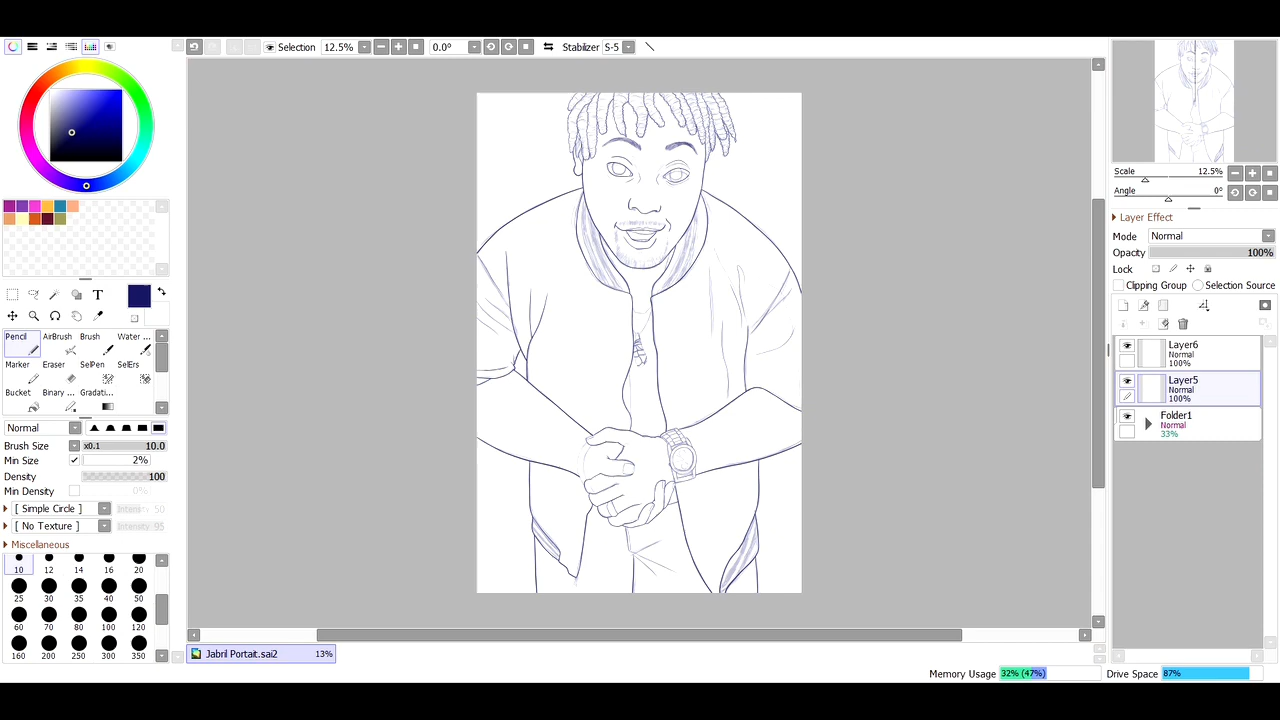 Selection 12.5% 0.0° Stabilizer S-5
Scale 12.5%
Angle 0°
Layer Effect
Mode Normal
Opacity 100%
Lock
Clipping Group Selection Source
Layer6
Normal
100%
Layer5
Normal
100%
Folder1
Normal
33%
T
Pencil AirBrush Brush Water ...
Marker Eraser SelPen SelErs
Bucket Binary ... Gradati...
Normal
Brush Size x0.1 10.0
Min Size 2%
Density 100
Min Density 0%
[ Simple Circle ] Intensity 50
[ No Texture ] Intensity 95
Miscellaneous
10 12 14 16 20
25 30 35 40 50
60 70 80 100 120
160 200 250 300 350
Jabril Portait.sai2 13%
Memory Usage 32% (47%) Drive Space 87%